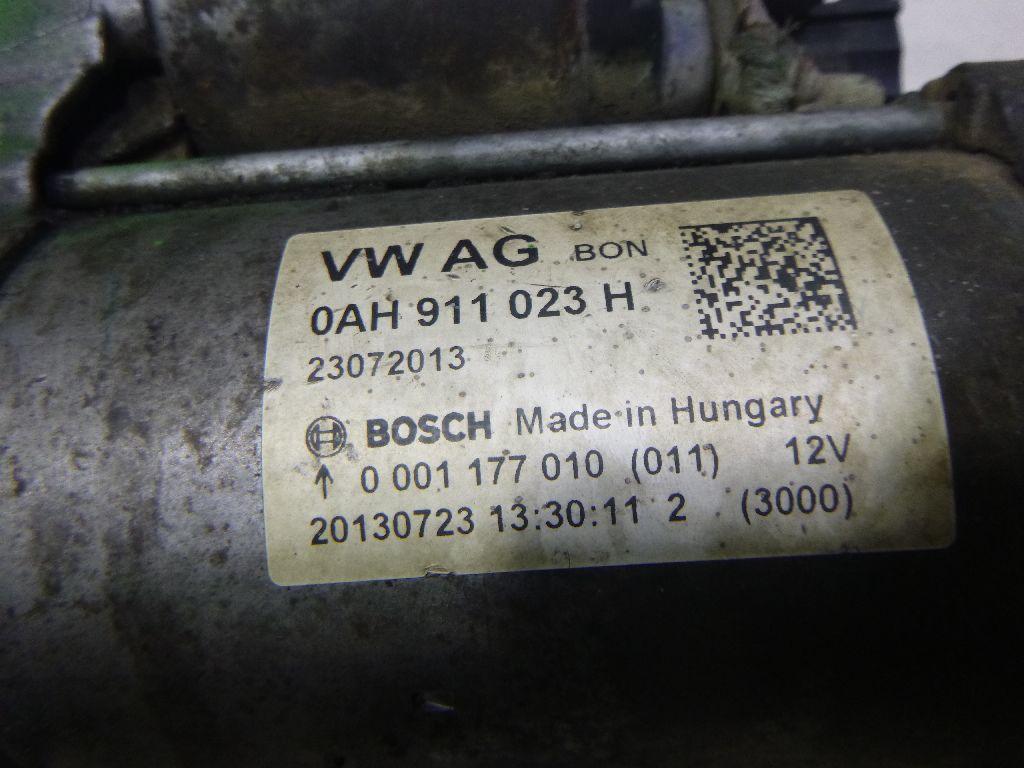 VW AG BON
0AH 911 023 H
23072013
BOSCH Made in Hungary
↑ 0 001 177 010 (011) 12V
20130723 13:30:11 2 (3000)